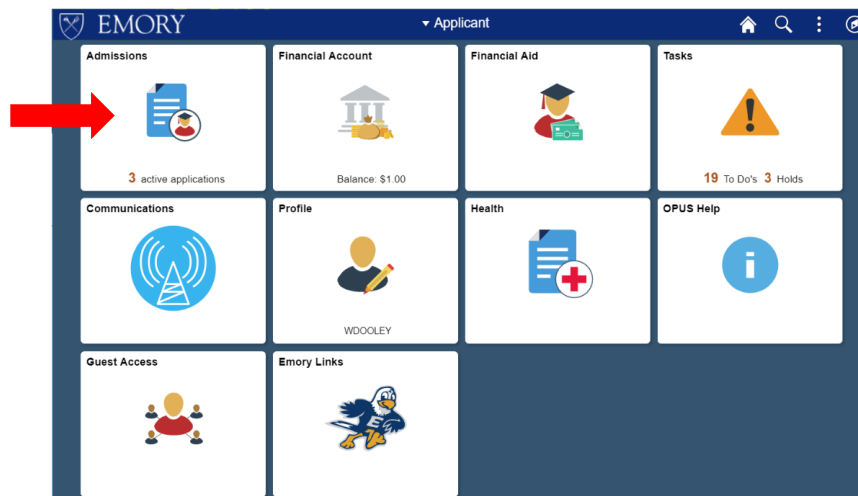 EMORY
Applicant
Admissions
3 active applications
Financial Account
Balance: $1.00
Financial Aid
Tasks
19 To Do's 3 Holds
Communications
Profile
WDOOLEY
Health
OPUS Help
i
Guest Access
Emory Links
E